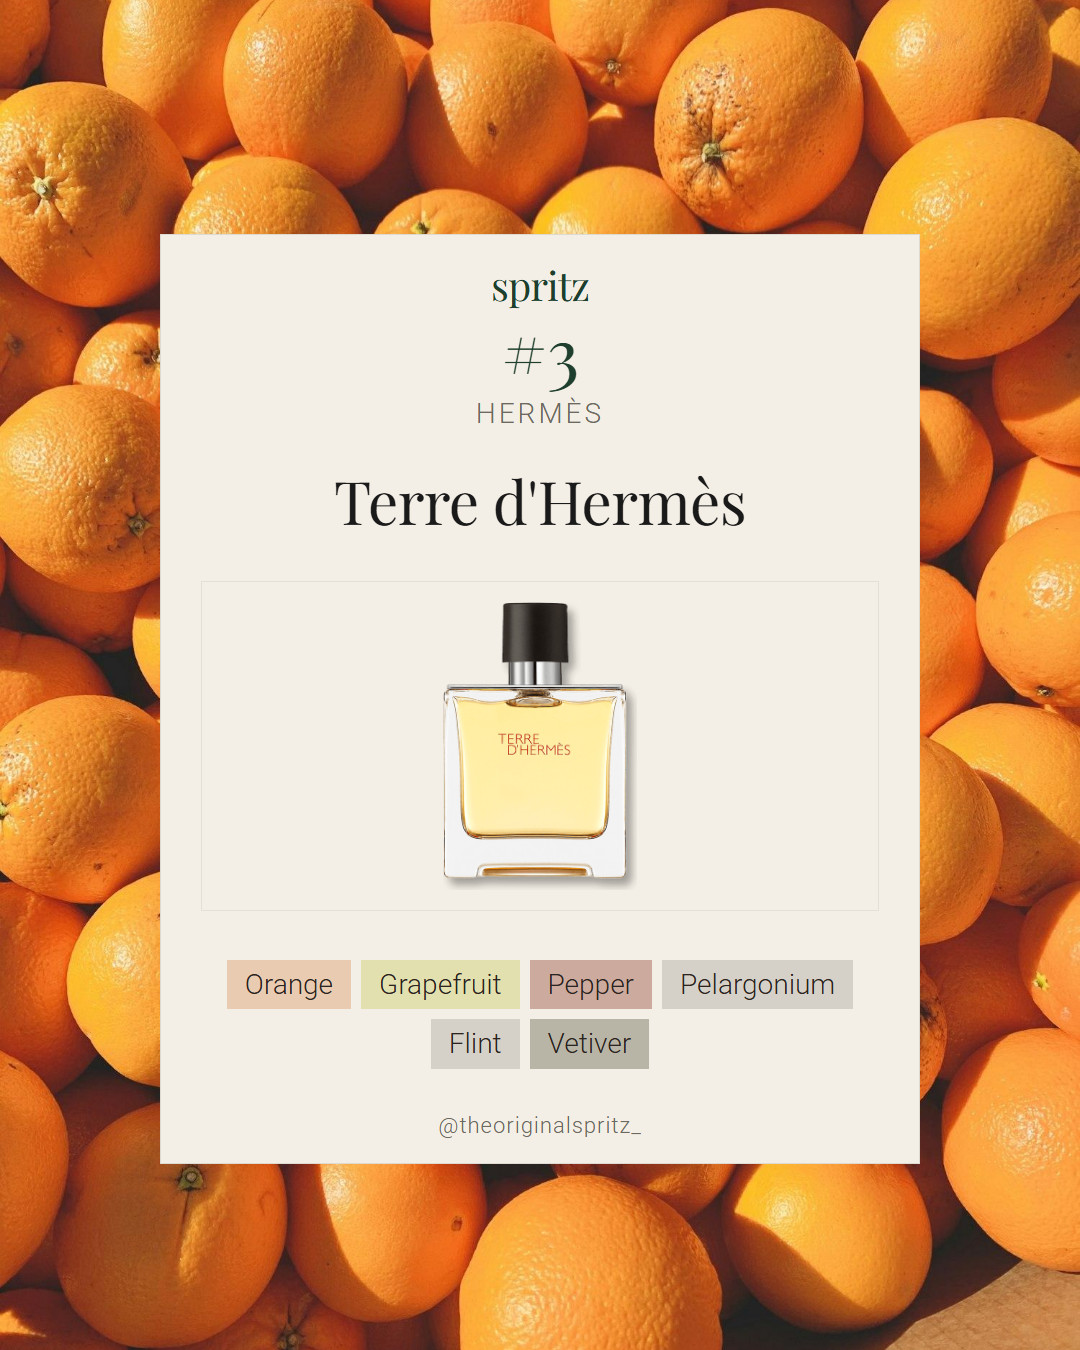 spritz
#3
HERMÈS
Terre d'Hermès
TERRE
D'HERMÈS
Orange Grapefruit Pepper Pelargonium
Flint Vetiver
@theoriginalspritz_